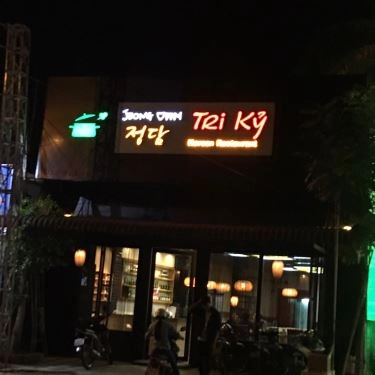 JEONG DAM
정담
TRi Kỷ
Korean Restaurant